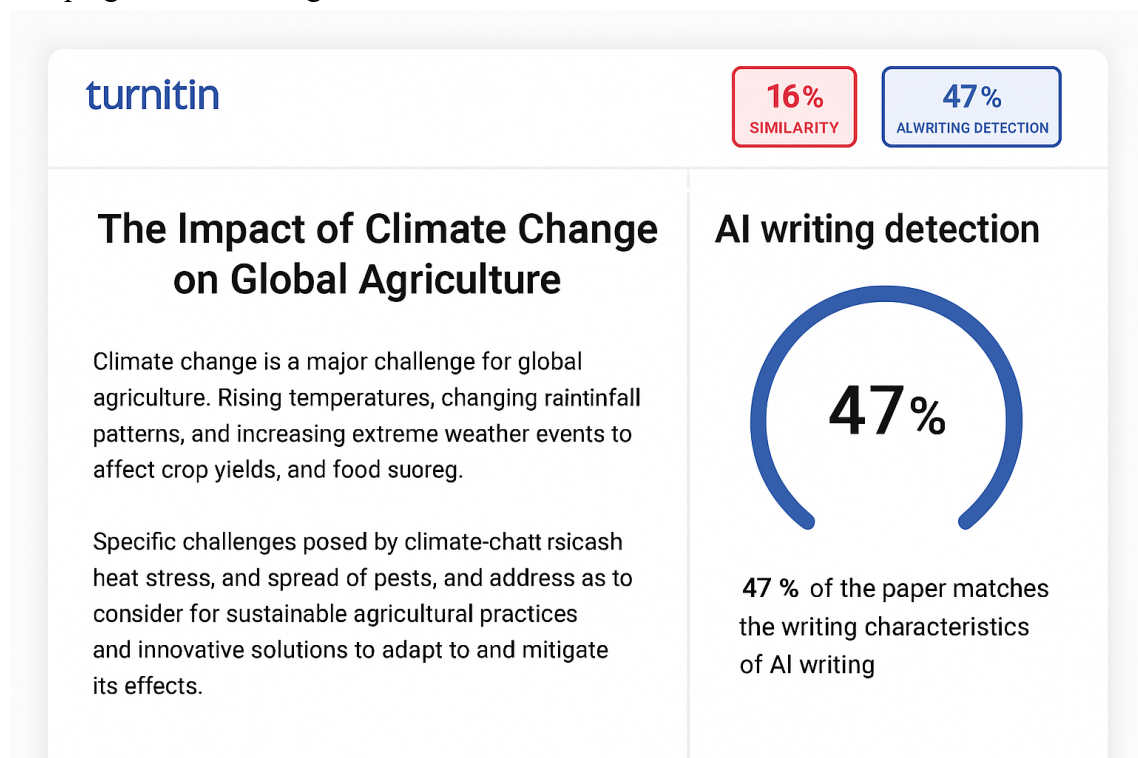 turnitin
16%
SIMILARITY
47%
ALWRITING DETECTION
The Impact of Climate Change
on Global Agriculture
Climate change is a major challenge for global
agriculture. Rising temperatures, changing raintinfall
patterns, and increasing extreme weather events to
affect crop yields, and food suoreg.
Specific challenges posed by climate-chatt rsicash
heat stress, and spread of pests, and address as to
consider for sustainable agricultural practices
and innovative solutions to adapt to and mitigate
its effects.
AI writing detection
47%
47 % of the paper matches
the writing characteristics
of AI writing